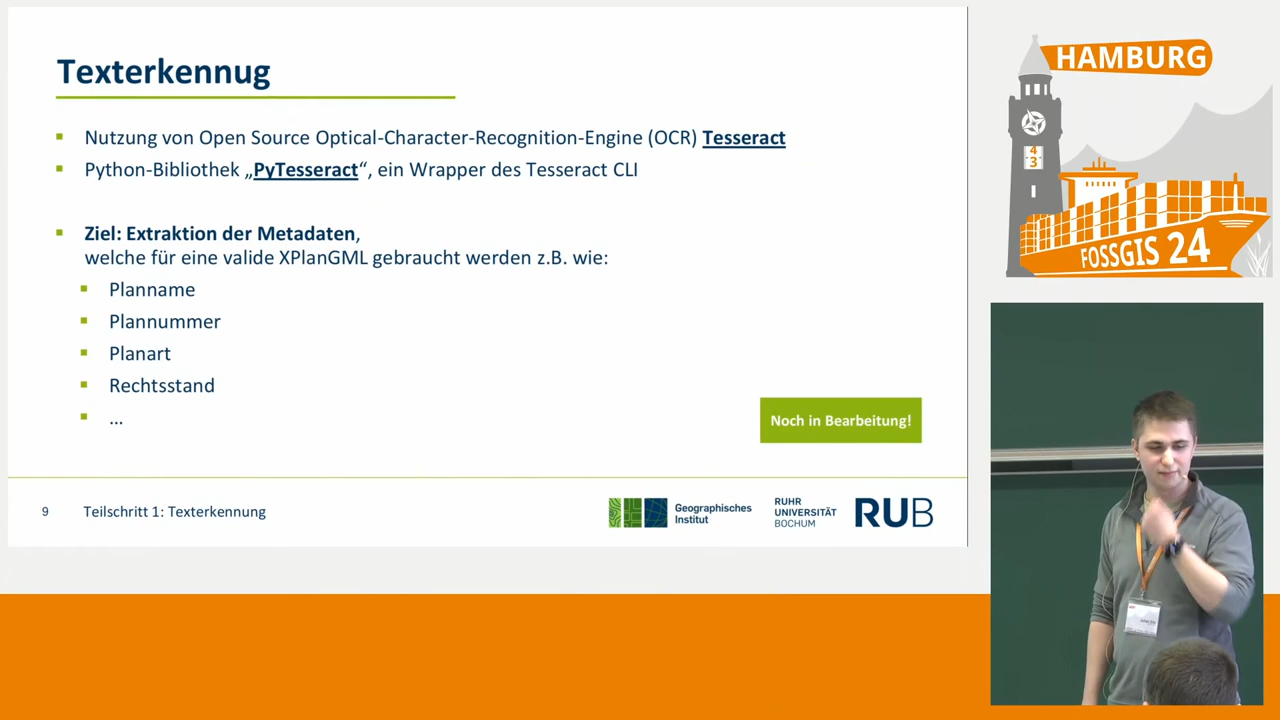 Texterkennug
Nutzung von Open Source Optical-Character-Recognition-Engine (OCR) Tesseract
Python-Bibliothek „PyTesseract“, ein Wrapper des Tesseract CLI
Ziel: Extraktion der Metadaten,
welche für eine valide XPlanGML gebraucht werden z.B. wie:
Planname
Plannummer
Planart
Rechtsstand
...
Noch in Bearbeitung!
9
Teilschritt 1: Texterkennung
Geographisches
Institut
RUHR
UNIVERSITÄT
BOCHUM
RUB
HAMBURG
4
3
FOSSGIS 24